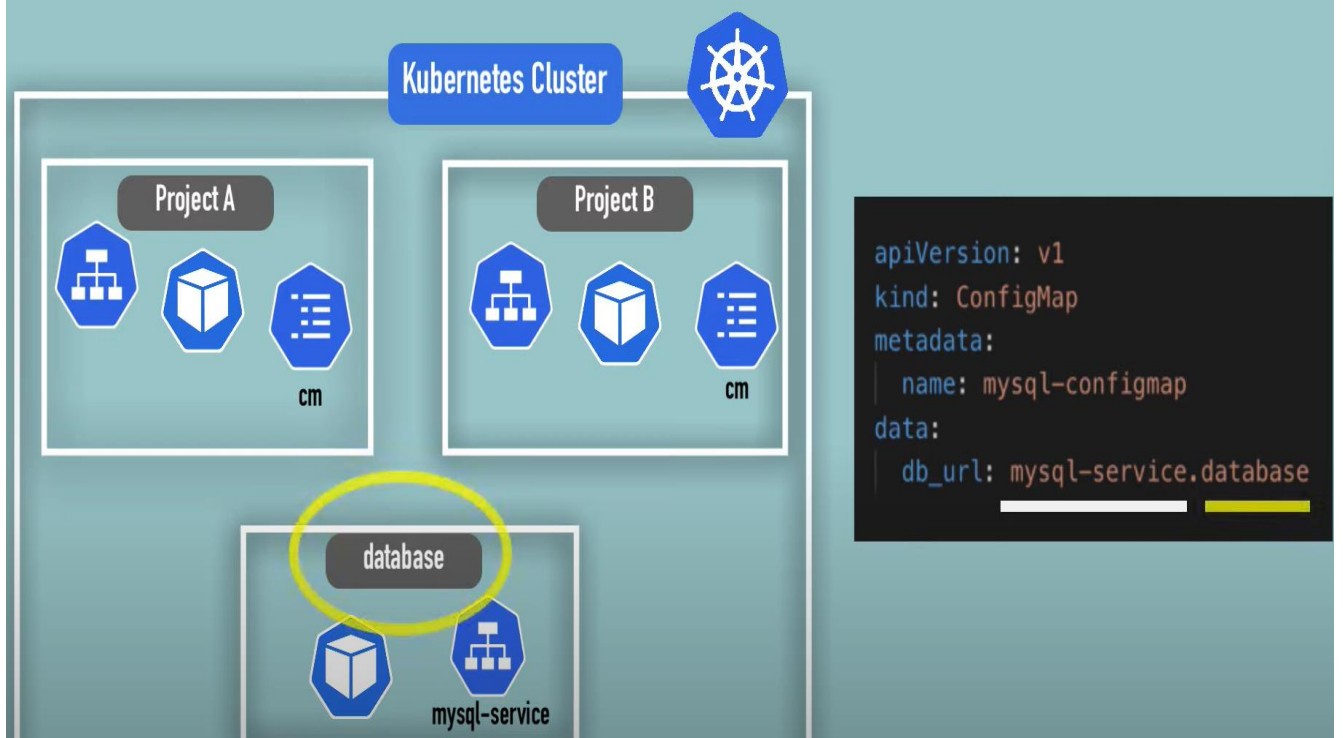 Kubernetes Cluster
Project A
Project B
cm
cm
database
mysql-service
apiVersion: v1
kind: ConfigMap
metadata:
name: mysql-configmap
data:
db_url: mysql-service.database